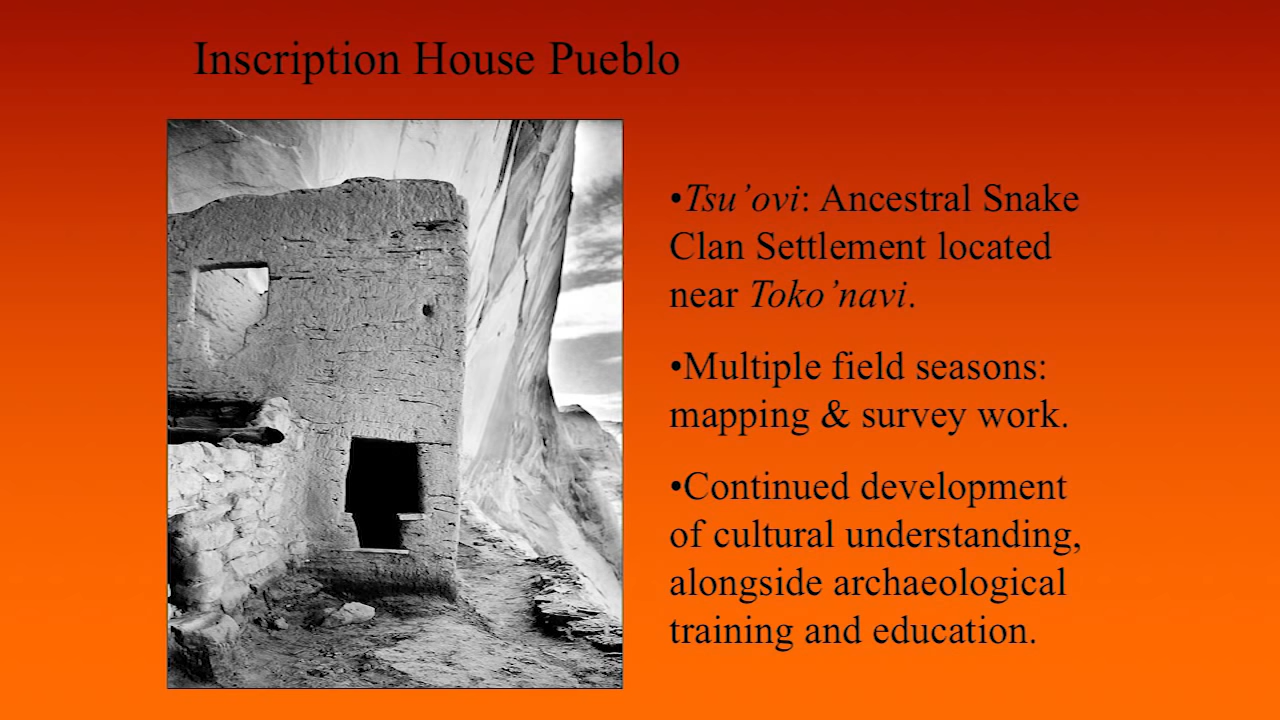 Inscription House Pueblo
•Tsu’ovi: Ancestral Snake
Clan Settlement located
near Toko’navi.
•Multiple field seasons:
mapping & survey work.
•Continued development
of cultural understanding,
alongside archaeological
training and education.